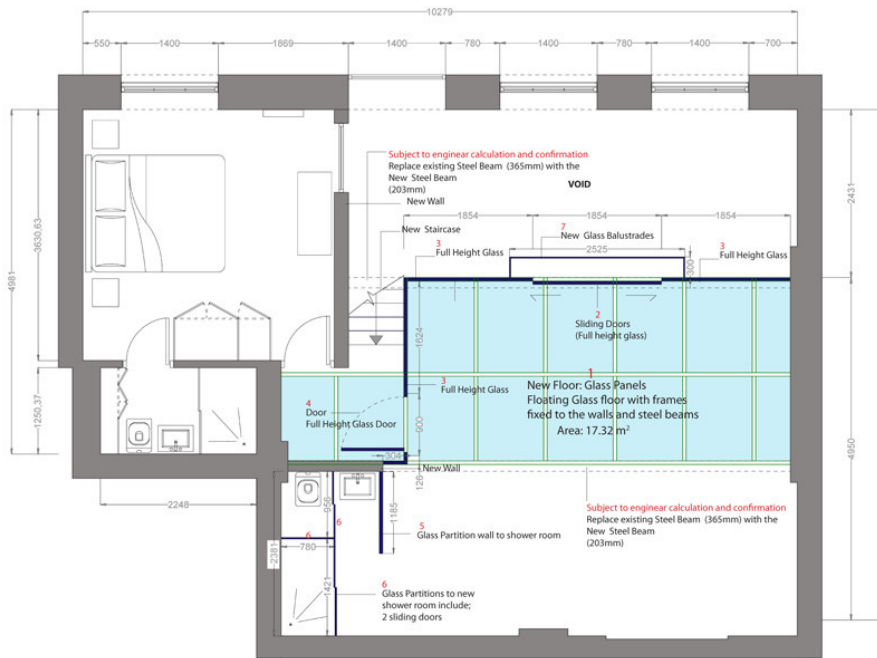 10279
550
1400
1869
1400
780
1400
780
1400
700
4981
3630,63
1250,37
2431
4950
Subject to enginear calculation and confirmation
Replace existing Steel Beam (365mm) with the
New Steel Beam
(203mm)
VOID
New Wall
1854
1854
1854
New Staircase
7
New Glass Balustrades
2525
300
3
Full Height Glass
3
Full Height Glass
2
Sliding Doors
(Full height glass)
1624
1
New Floor: Glass Panels
Floating Glass floor with frames
fixed to the walls and steel beams
Area: 17.32 m²
3
Full Height Glass
4
Door
Full Height Glass Door
900
304
126
New Wall
2248
956
6
6
780
1185
2381
1421
5
Glass Partition wall to shower room
Subject to enginear calculation and confirmation
Replace existing Steel Beam (365mm) with the
New Steel Beam
(203mm)
6
Glass Partitions to new
shower room include;
2 sliding doors